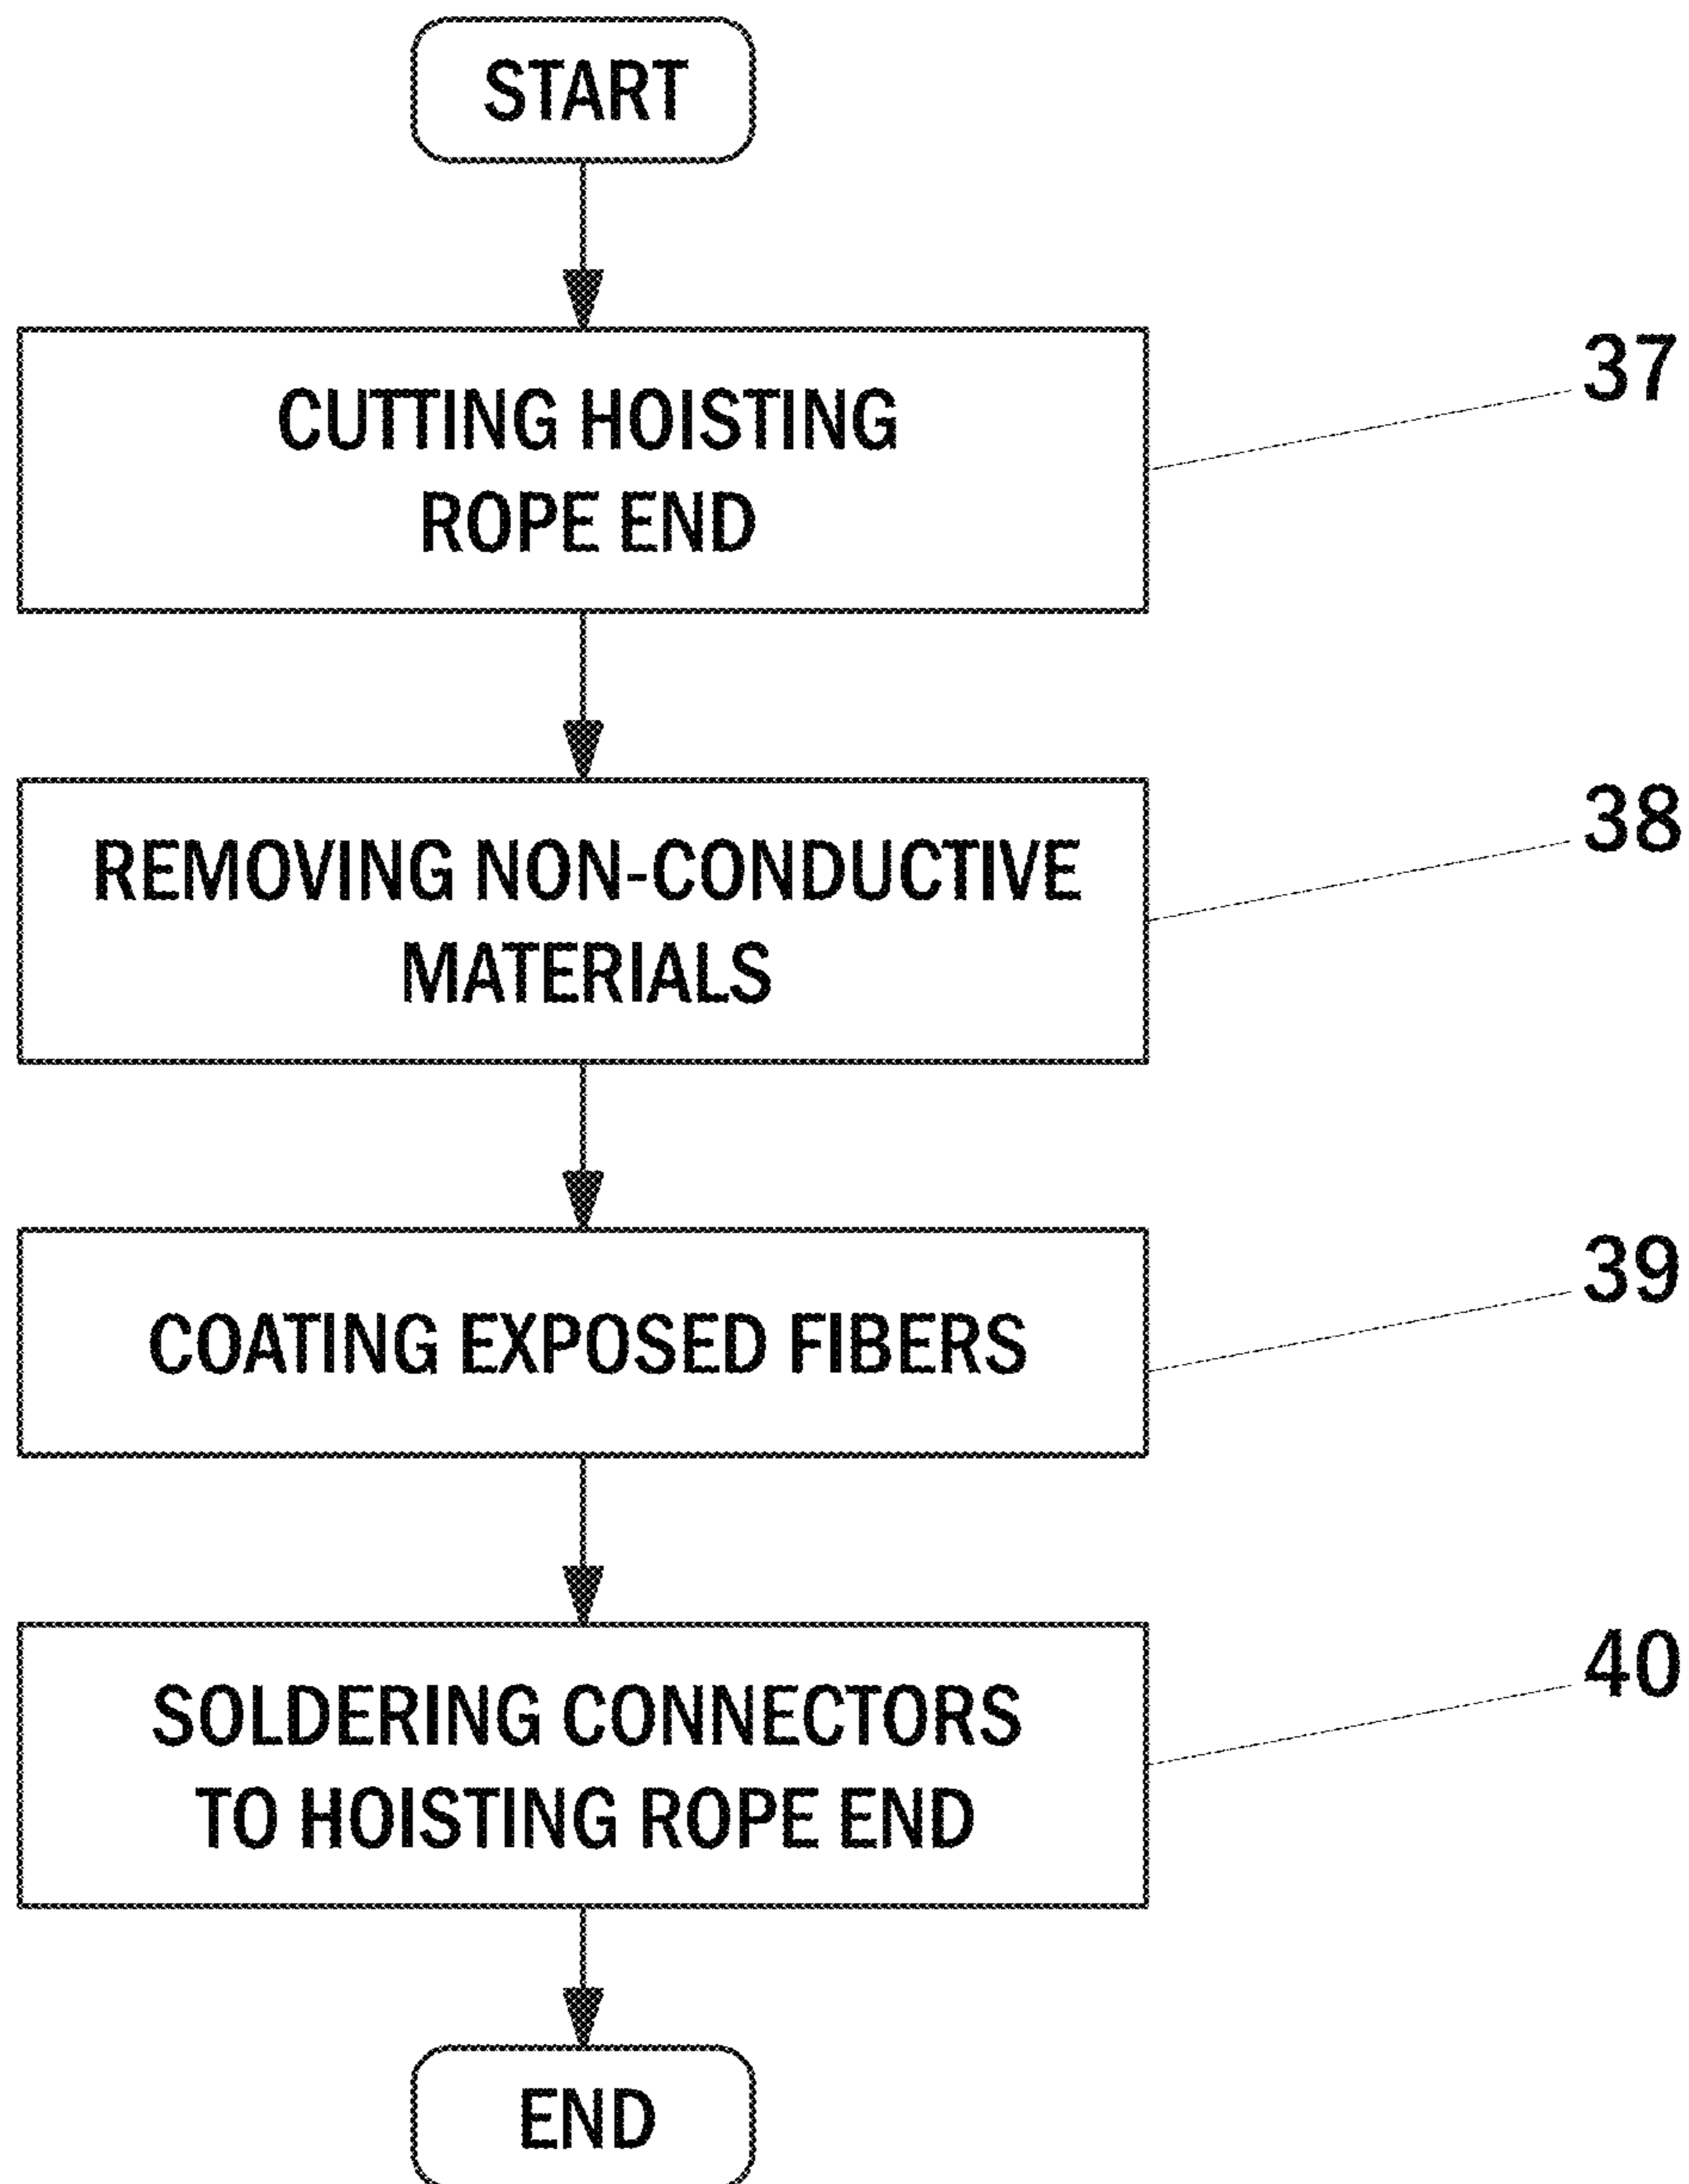 START
CUTTING HOISTING
ROPE END
37
REMOVING NON-CONDUCTIVE
MATERIALS
38
COATING EXPOSED FIBERS
39
SOLDERING CONNECTORS
TO HOISTING ROPE END
40
END